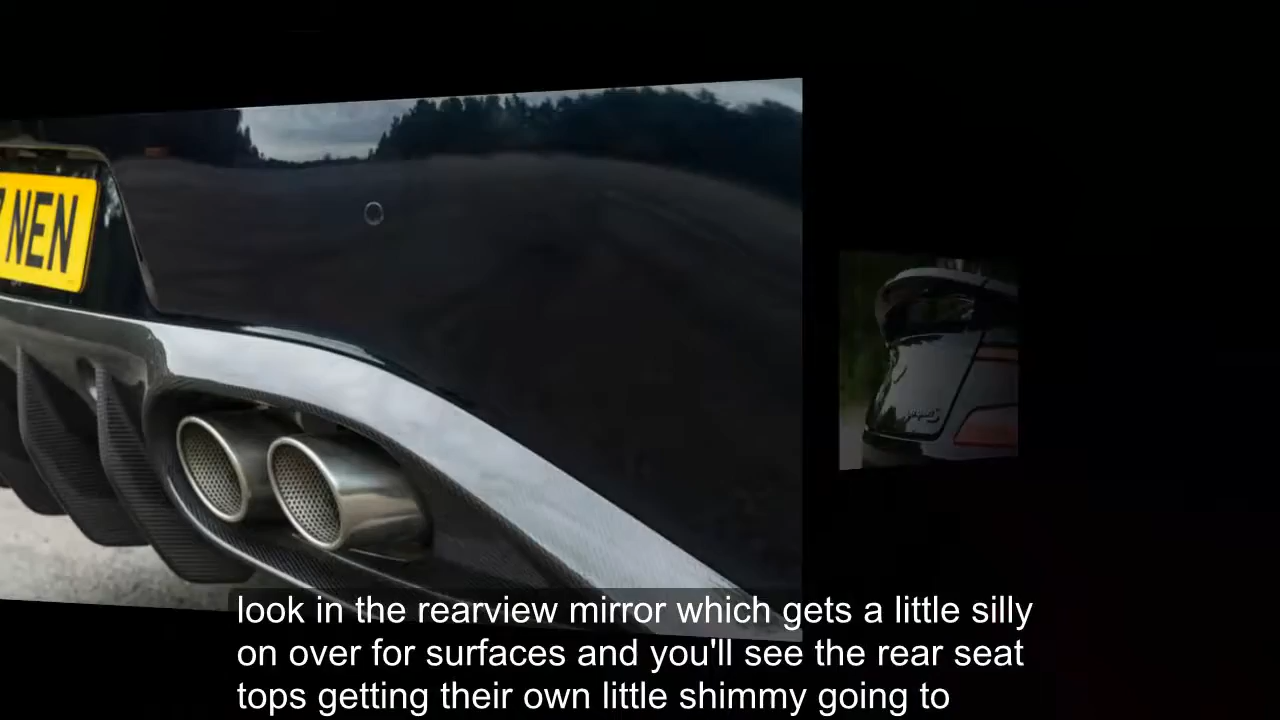 NEN
look in the rearview mirror which gets a little silly
on over for surfaces and you'll see the rear seat
tops getting their own little shimmy going to